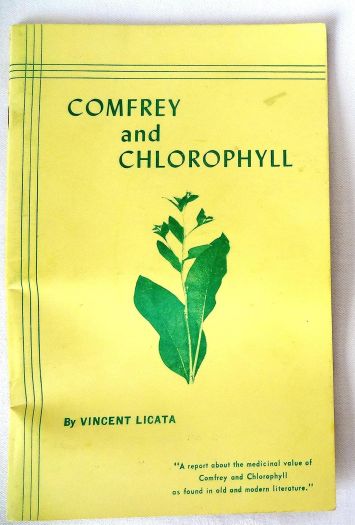 COMFREY
and
CHLOROPHYLL
By VINCENT LICATA
"A report about the medicinal value of
Comfrey and Chlorophyll
as found in old and modern literature."